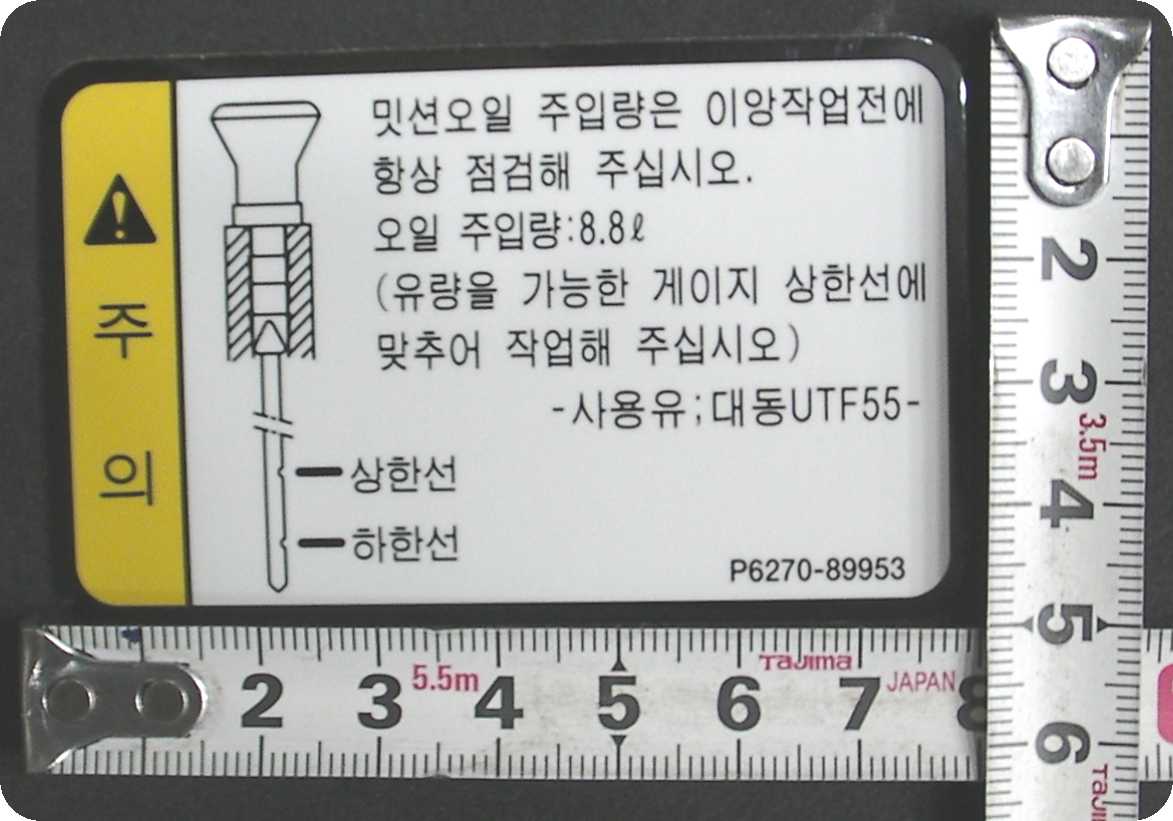 밋션오일 주입량은 이앙작업전에
항상 점검해 주십시오.
오일 주입량:8.8ℓ
(유량을 가능한 게이지 상한선에
맞추어 작업해 주십시오)
-사용유;대동UTF55-
주의
상한선
하한선
P6270-89953
2 3 5.5m 4 5 6 Tajima 7 JAPAN 8
2
3
3.5m
4
5
6